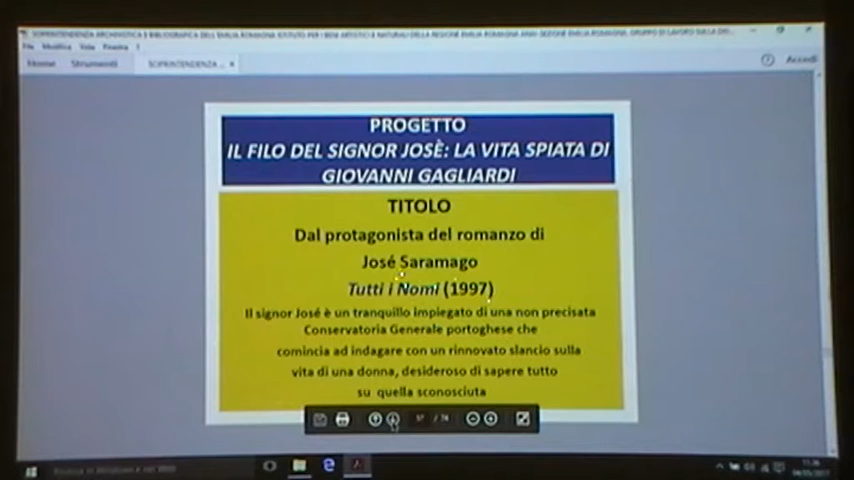 File Modifica Vista Finestra ?
Home Strumenti SOPRINTENDENZA ... × Accedi
PROGETTO
IL FILO DEL SIGNOR JOSÈ: LA VITA SPIATA DI
GIOVANNI GAGLIARDI
TITOLO
Dal protagonista del romanzo di
José Saramago
Tutti i Nomi (1997)
Il signor José è un tranquillo impiegato di una non precisata
Conservatoria Generale portoghese che
comincia ad indagare con un rinnovato slancio sulla
vita di una donna, desideroso di sapere tutto
su quella sconosciuta